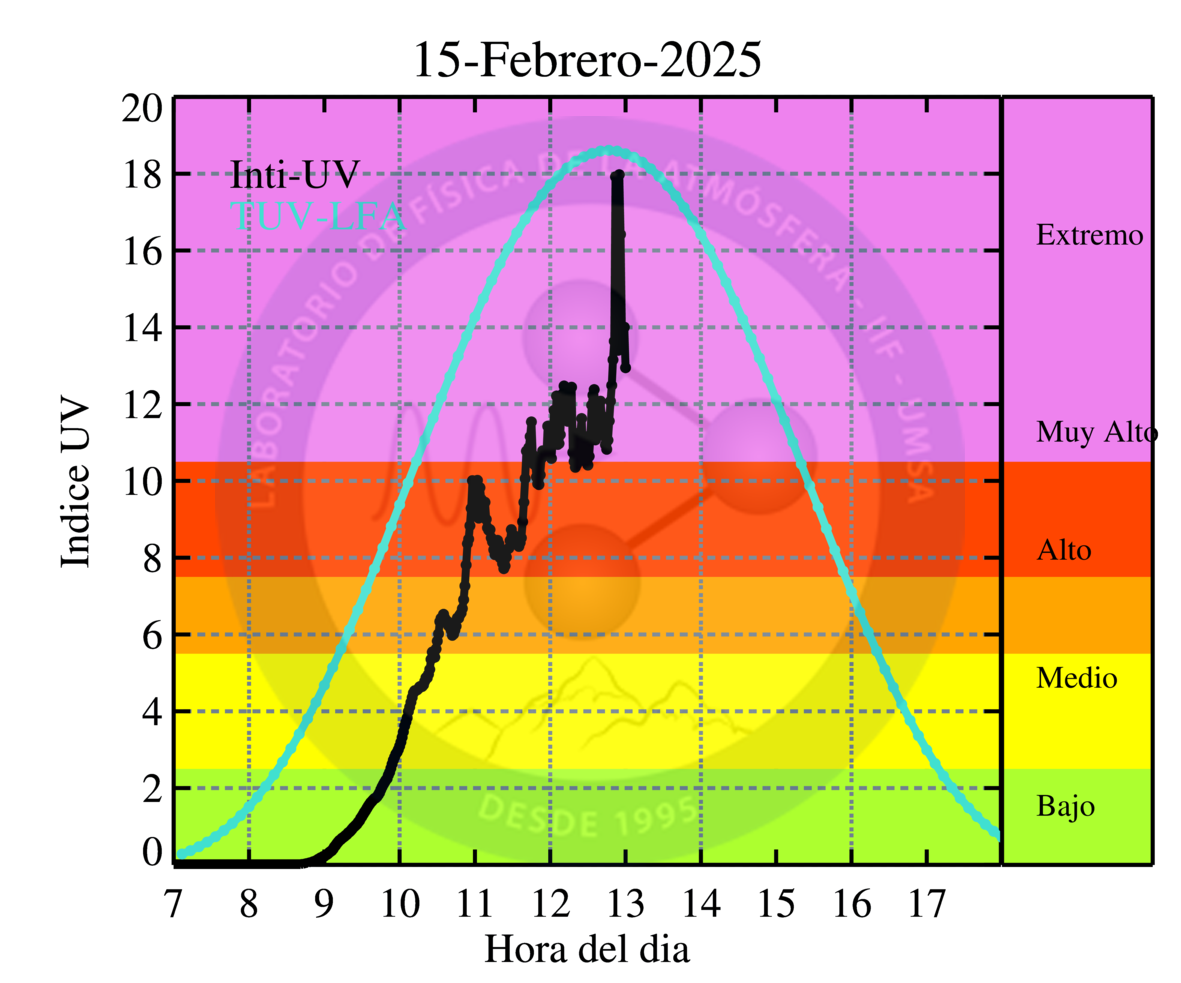 15-Febrero-2025
20
18
16
14
12
10
8
6
4
2
0
Indice UV
Inti-UV
TUV-LFA
LABORATORIO DE FÍSICA DE LA ATMÓSFERA - IIF - UMSA
DESDE 1995
Extremo
Muy Alto
Alto
Medio
Bajo
7 8 9 10 11 12 13 14 15 16 17
Hora del dia